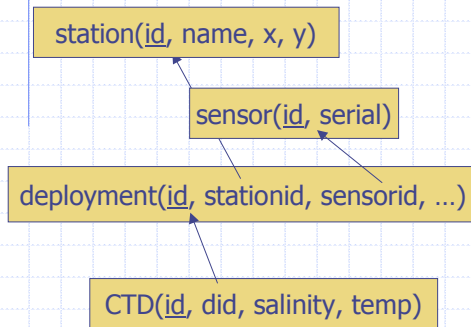 station(id, name, x, y)
sensor(id, serial)
deployment(id, stationid, sensorid, …)
CTD(id, did, salinity, temp)